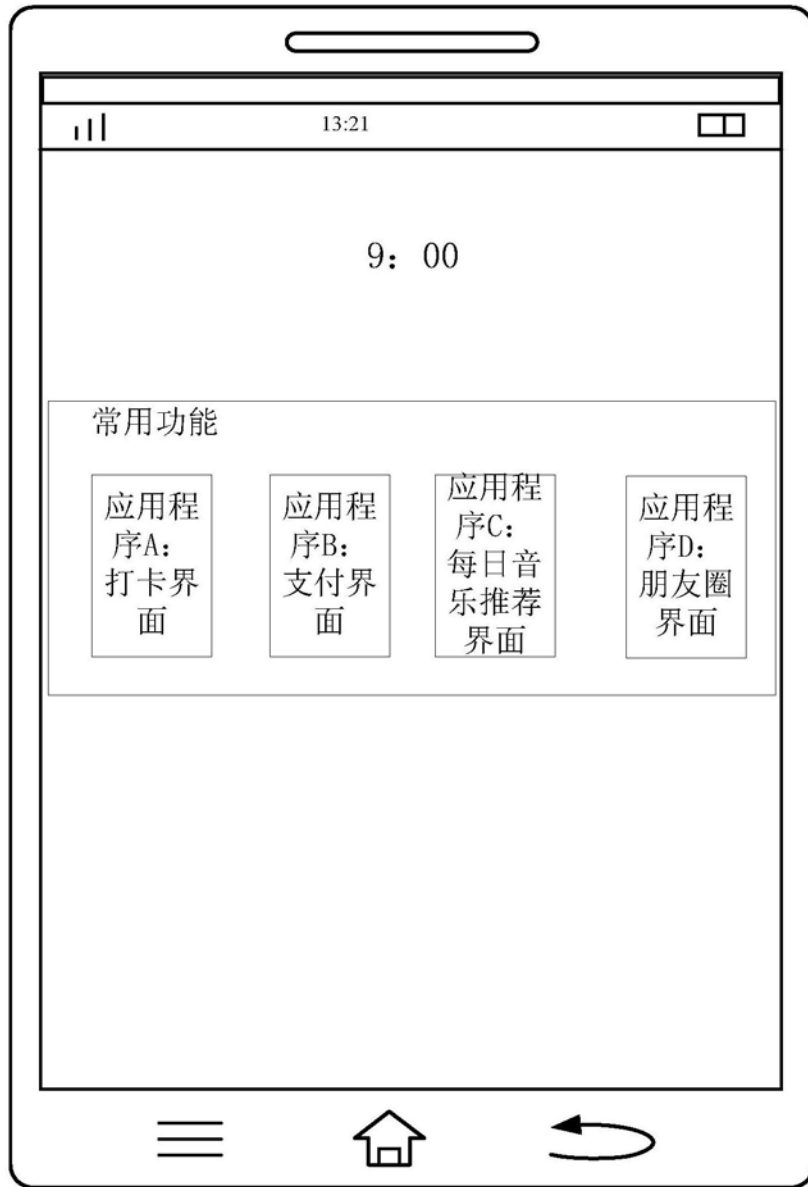 13:21
9：00
常用功能
应用程
序A：
打卡界
面
应用程
序B：
支付界
面
应用程
序C：
每日音
乐推荐
界面
应用程
序D：
朋友圈
界面